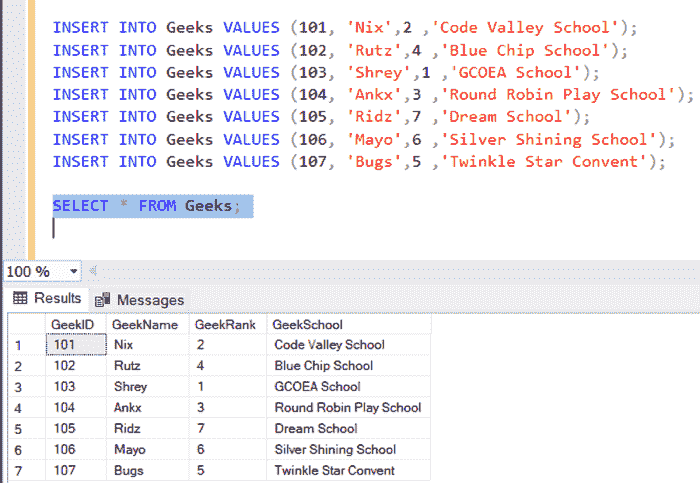 INSERT INTO Geeks VALUES (101, 'Nix',2 ,'Code Valley School');
INSERT INTO Geeks VALUES (102, 'Rutz',4 ,'Blue Chip School');
INSERT INTO Geeks VALUES (103, 'Shrey',1 ,'GCOEA School');
INSERT INTO Geeks VALUES (104, 'Ankx',3 ,'Round Robin Play School');
INSERT INTO Geeks VALUES (105, 'Ridz',7 ,'Dream School');
INSERT INTO Geeks VALUES (106, 'Mayo',6 ,'Silver Shining School');
INSERT INTO Geeks VALUES (107, 'Bugs',5 ,'Twinkle Star Convent');
SELECT * FROM Geeks;
100 %
Results Messages
GeekID GeekName GeekRank GeekSchool
1 101 Nix 2 Code Valley School
2 102 Rutz 4 Blue Chip School
3 103 Shrey 1 GCOEA School
4 104 Ankx 3 Round Robin Play School
5 105 Ridz 7 Dream School
6 106 Mayo 6 Silver Shining School
7 107 Bugs 5 Twinkle Star Convent